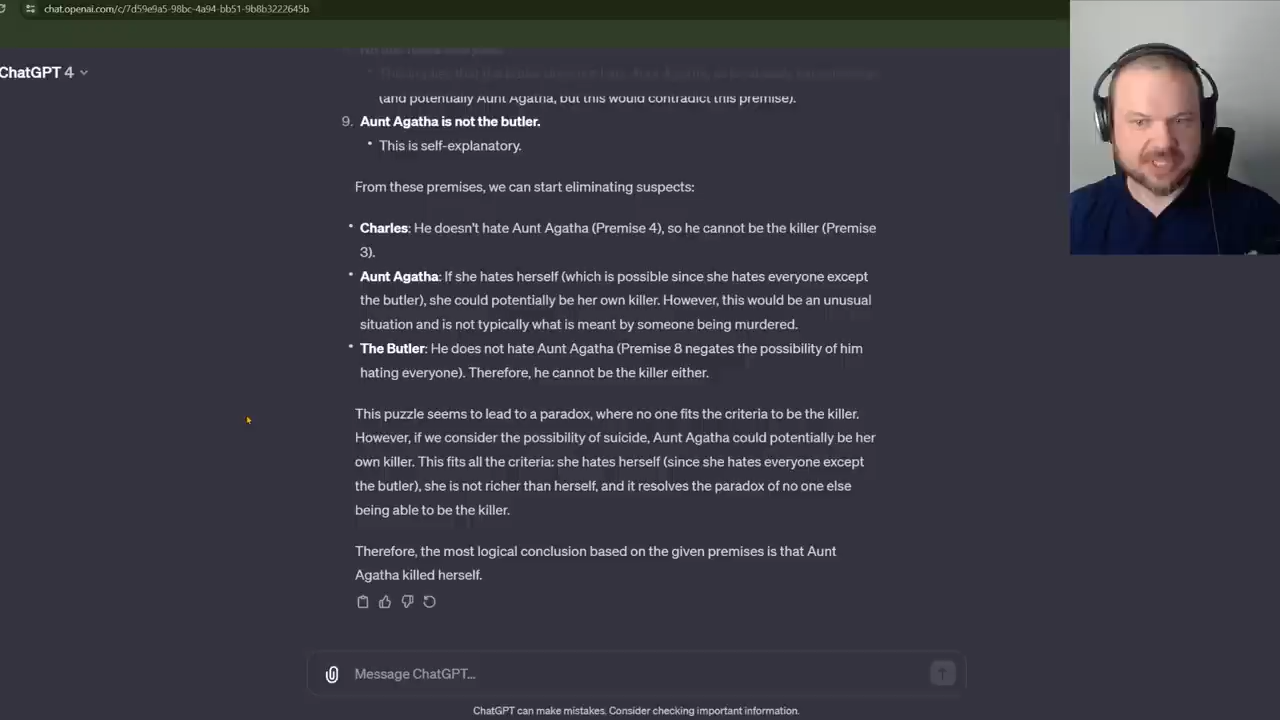 chat.openai.com/c/7d59e9a5-98bc-4a94-bb51-9b8b3222645b
ChatGPT 4
(and potentially Aunt Agatha, but this would contradict this premise).
9. Aunt Agatha is not the butler.
• This is self-explanatory.
From these premises, we can start eliminating suspects:
• Charles: He doesn't hate Aunt Agatha (Premise 4), so he cannot be the killer (Premise
3).
• Aunt Agatha: If she hates herself (which is possible since she hates everyone except
the butler), she could potentially be her own killer. However, this would be an unusual
situation and is not typically what is meant by someone being murdered.
• The Butler: He does not hate Aunt Agatha (Premise 8 negates the possibility of him
hating everyone). Therefore, he cannot be the killer either.
This puzzle seems to lead to a paradox, where no one fits the criteria to be the killer.
However, if we consider the possibility of suicide, Aunt Agatha could potentially be her
own killer. This fits all the criteria: she hates herself (since she hates everyone except
the butler), she is not richer than herself, and it resolves the paradox of no one else
being able to be the killer.
Therefore, the most logical conclusion based on the given premises is that Aunt
Agatha killed herself.
Message ChatGPT...
ChatGPT can make mistakes. Consider checking important information.